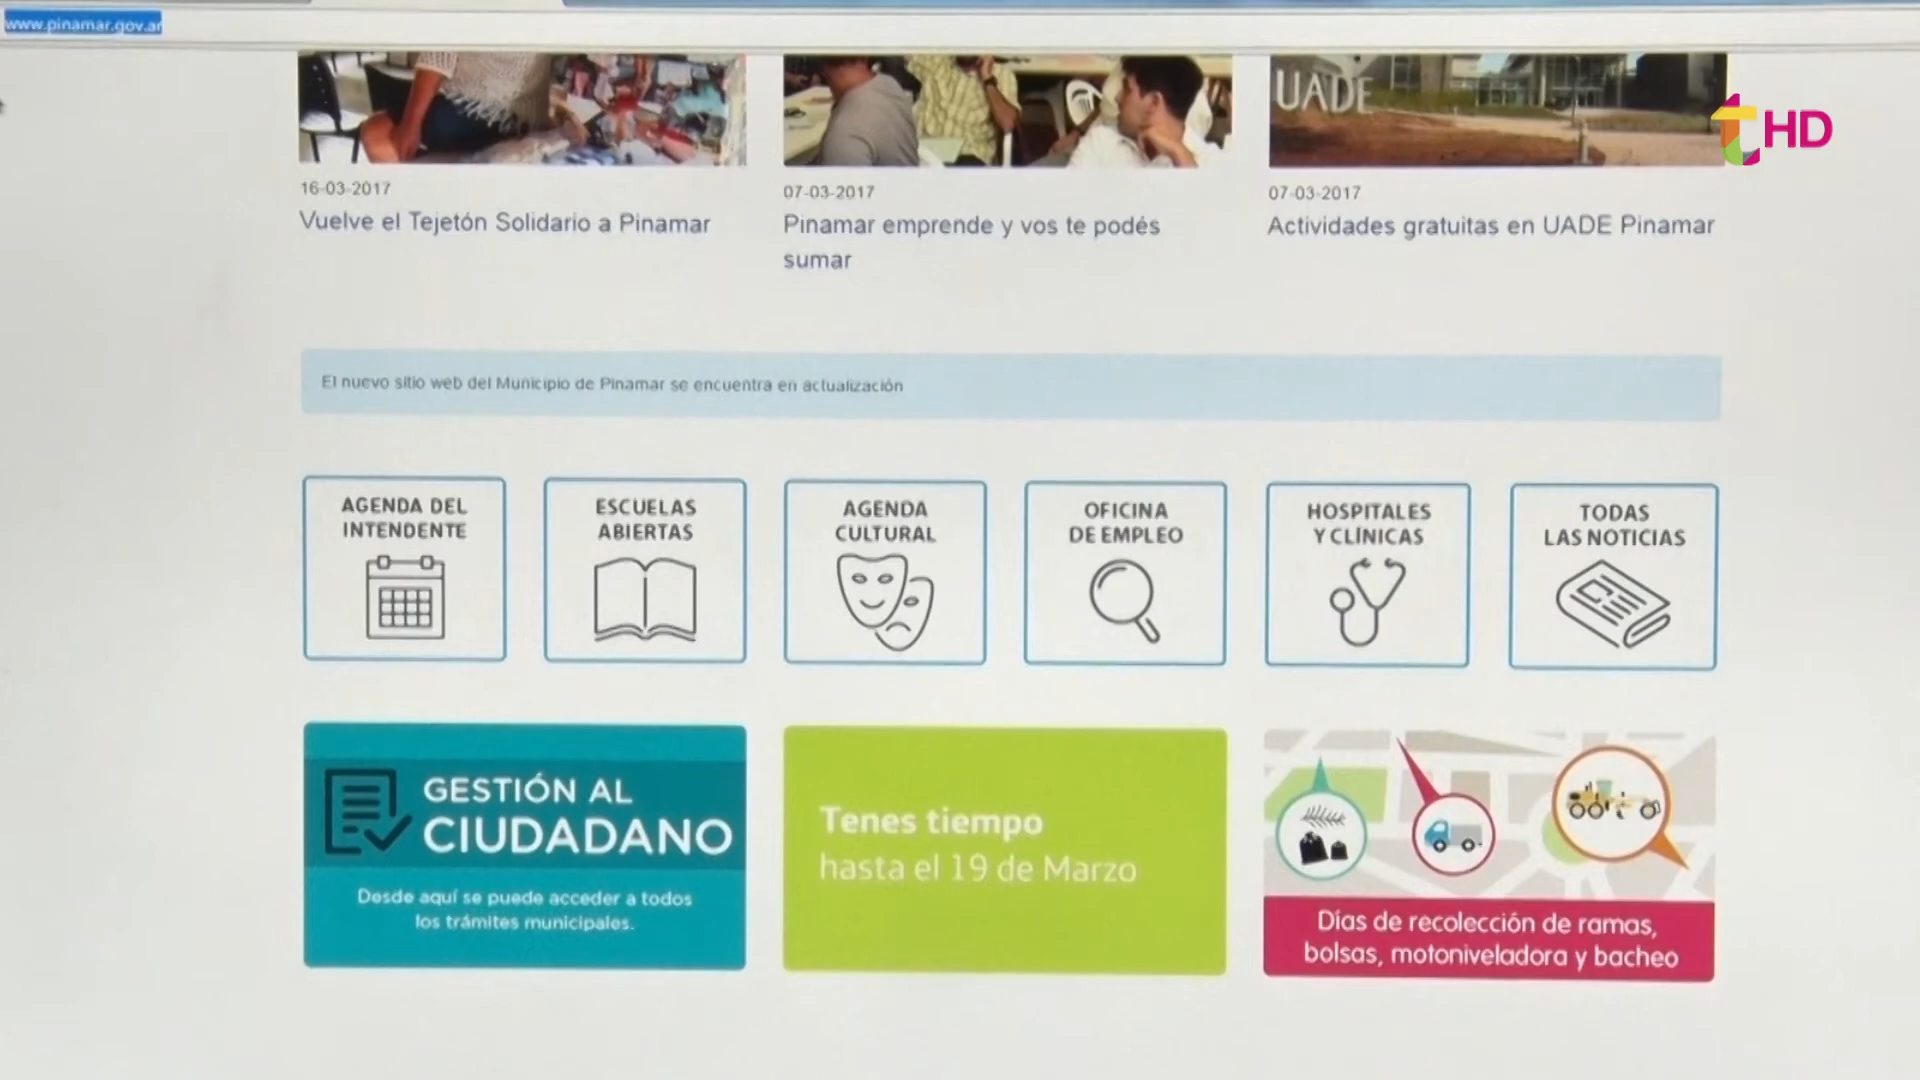 www.pinamar.gov.ar
UADE
HD
16-03-2017
Vuelve el Tejetón Solidario a Pinamar
07-03-2017
Pinamar emprende y vos te podés
sumar
07-03-2017
Actividades gratuitas en UADE Pinamar
El nuevo sitio web del Municipio de Pinamar se encuentra en actualización
AGENDA DEL
INTENDENTE
ESCUELAS
ABIERTAS
AGENDA
CULTURAL
OFICINA
DE EMPLEO
HOSPITALES
Y CLÍNICAS
TODAS
LAS NOTICIAS
GESTIÓN AL
CIUDADANO
Desde aquí se puede acceder a todos
los trámites municipales.
Tenes tiempo
hasta el 19 de Marzo
Días de recolección de ramas,
bolsas, motoniveladora y bacheo